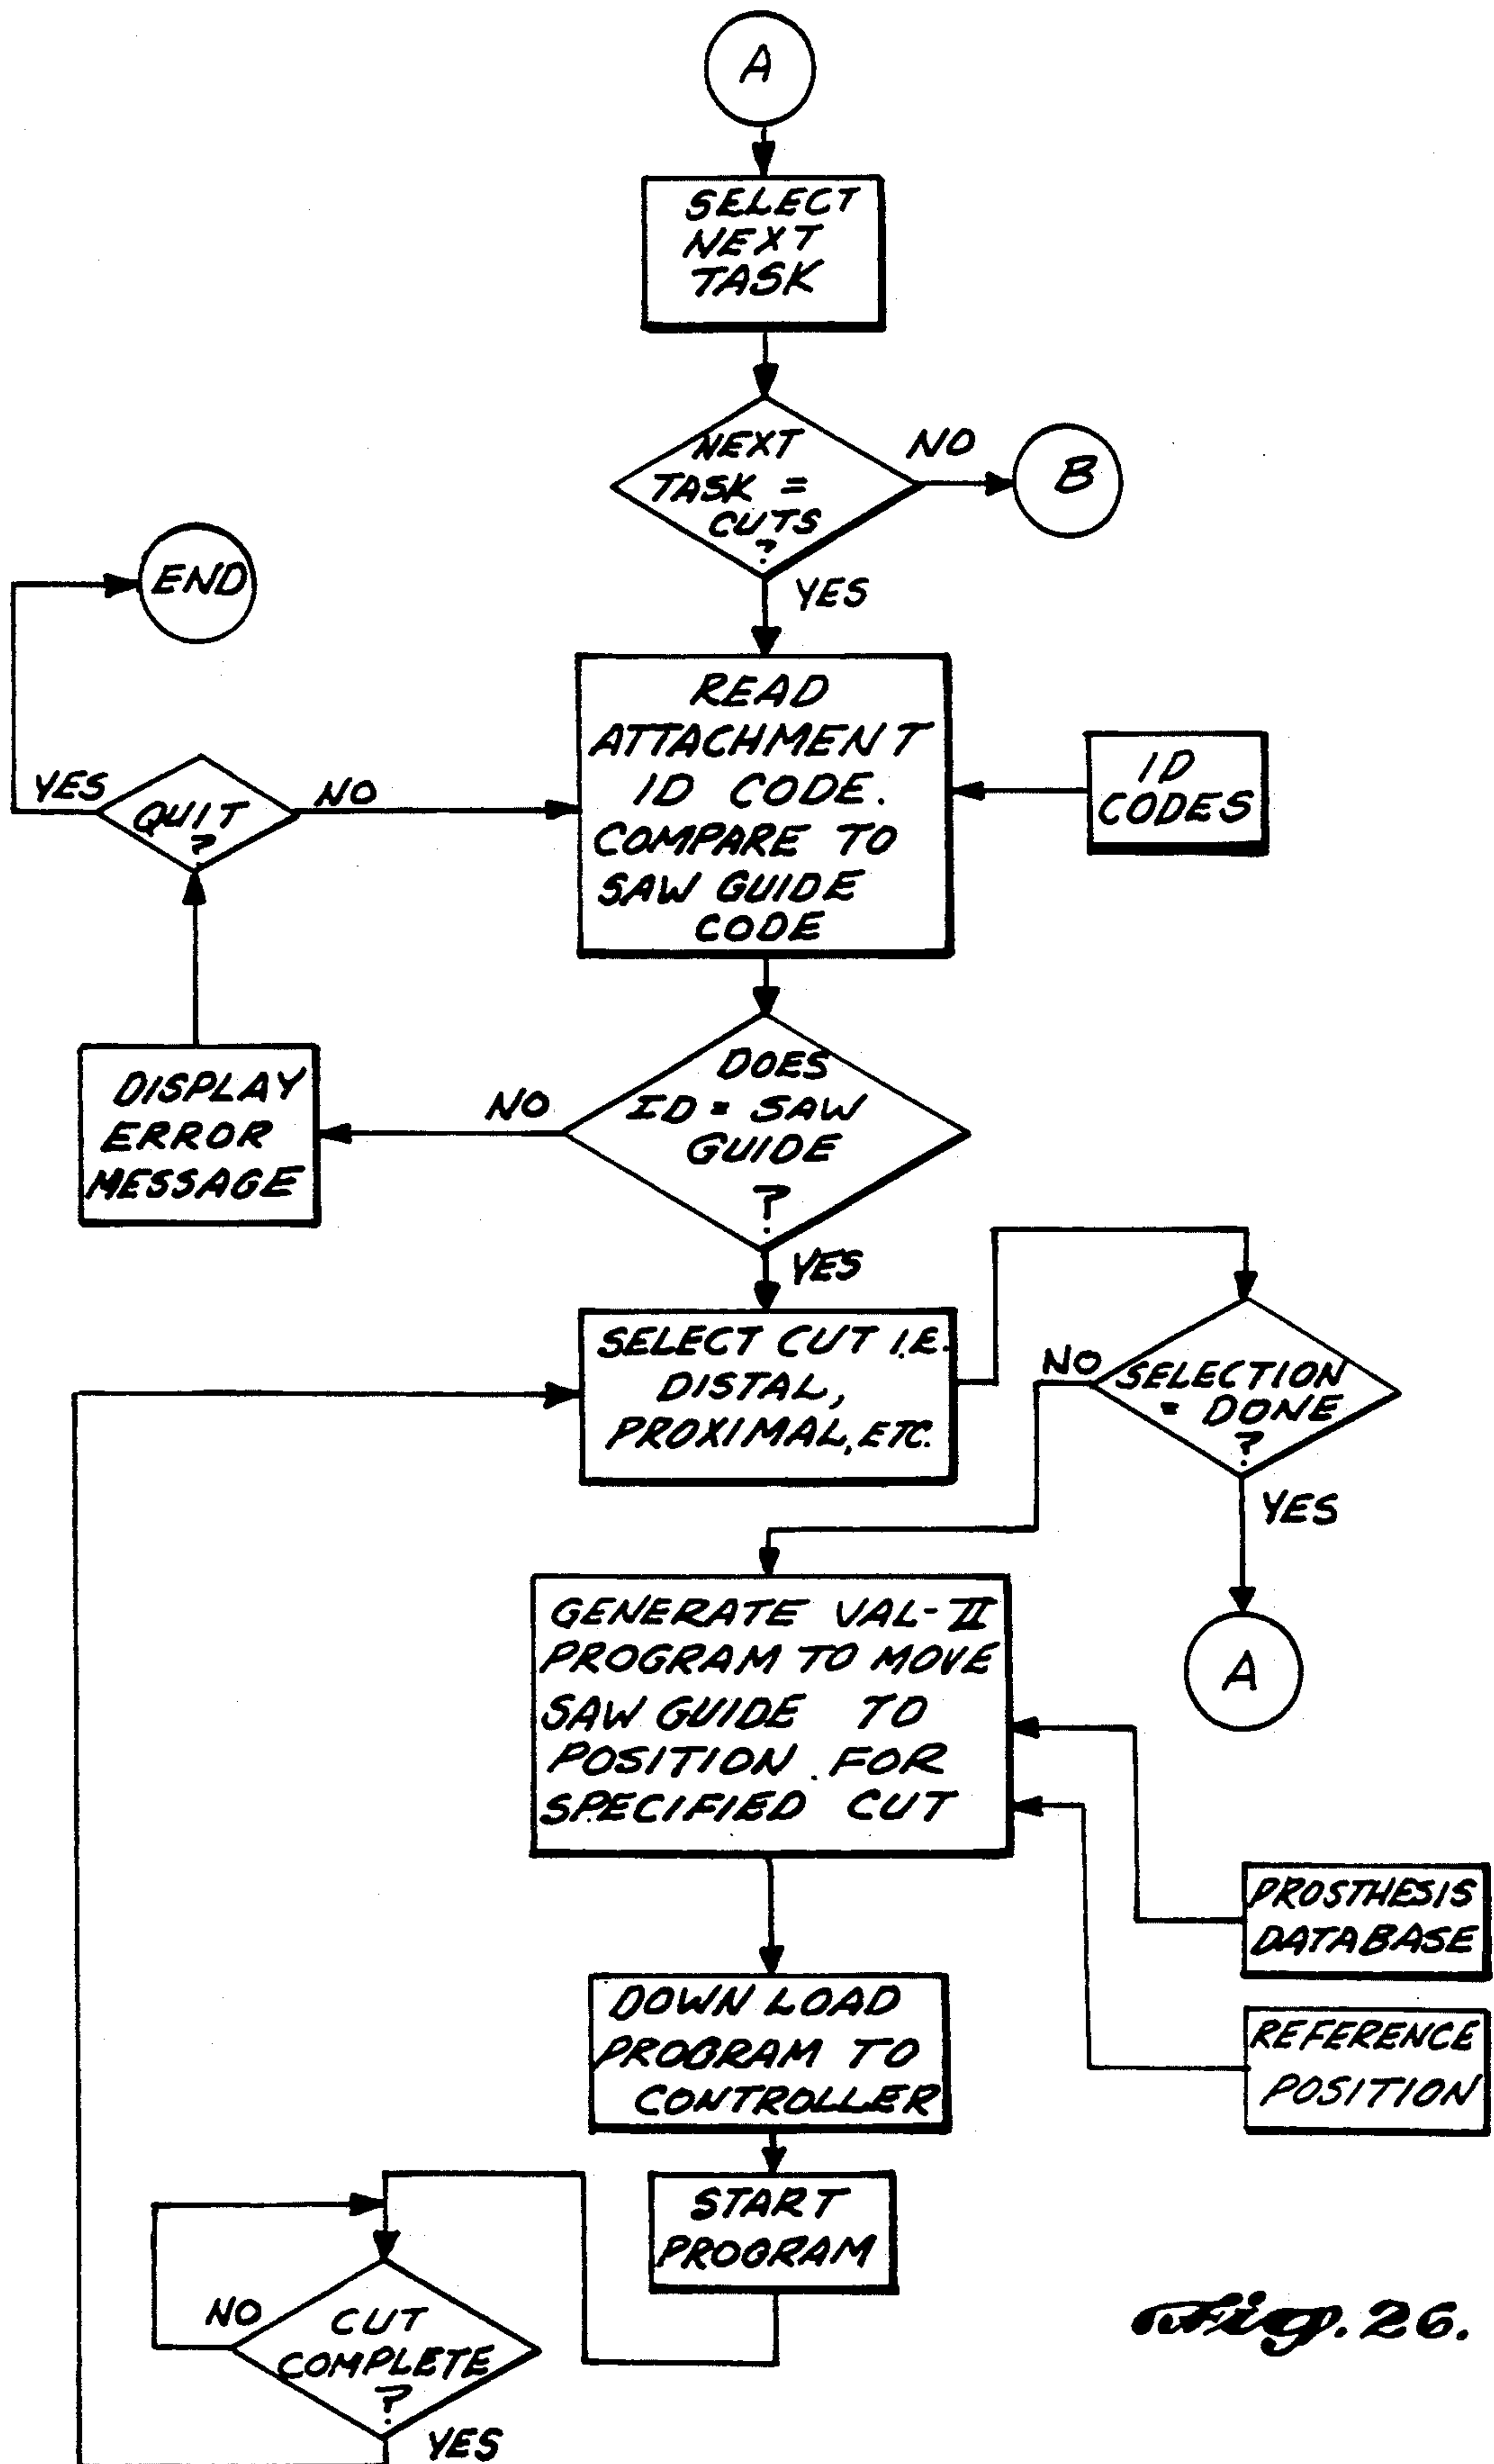 A
SELECT
NEXT
TASK
NEXT
TASK =
CUTS
?
NO
B
YES
END
READ
ATTACHMENT
ID CODE.
COMPARE TO
SAW GUIDE
CODE
ID
CODES
YES
QUIT
?
NO
DOES
ID = SAW
GUIDE
?
NO
DISPLAY
ERROR
MESSAGE
YES
SELECT CUT I.E.
DISTAL,
PROXIMAL, ETC.
NO
SELECTION
= DONE
?
YES
A
GENERATE VAL-II
PROGRAM TO MOVE
SAW GUIDE TO
POSITION FOR
SPECIFIED CUT
PROSTHESIS
DATABASE
REFERENCE
POSITION
DOWN LOAD
PROGRAM TO
CONTROLLER
START
PROGRAM
NO
CUT
COMPLETE
?
YES
Fig. 26.